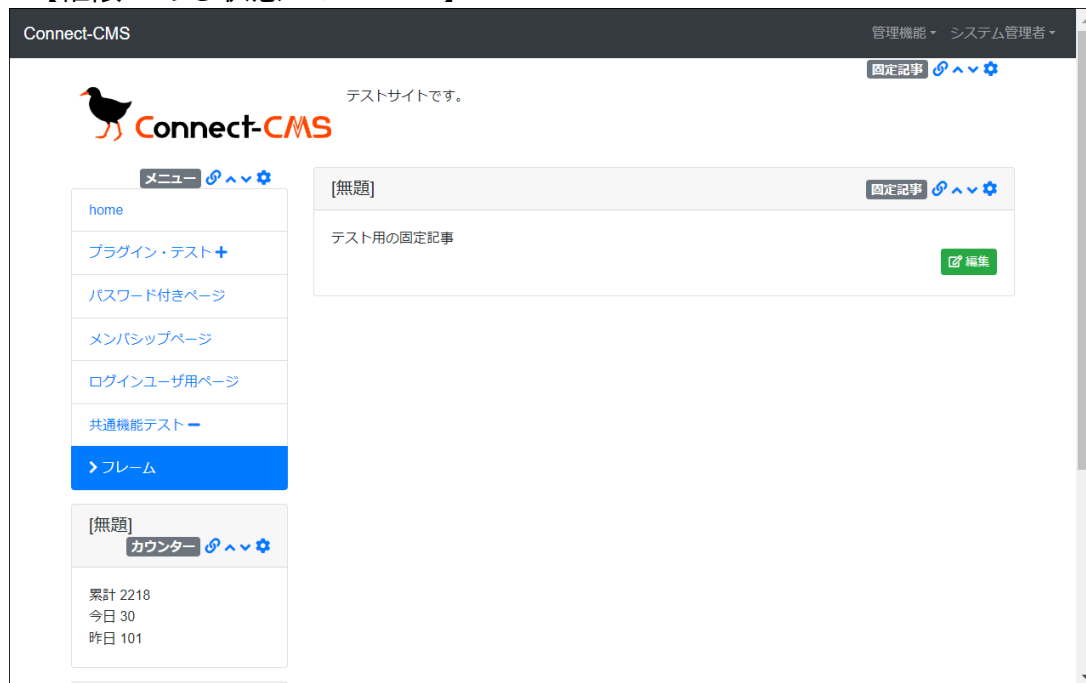 Connect-CMS
管理機能 システム管理者
固定記事
テストサイトです。
Connect-CMS
メニュー
home
プラグイン・テスト
パスワード付きページ
メンバシップページ
ログインユーザ用ページ
共通機能テスト
フレーム
[無題]
固定記事
テスト用の固定記事
編集
[無題]
カウンター
累計 2218
今日 30
昨日 101